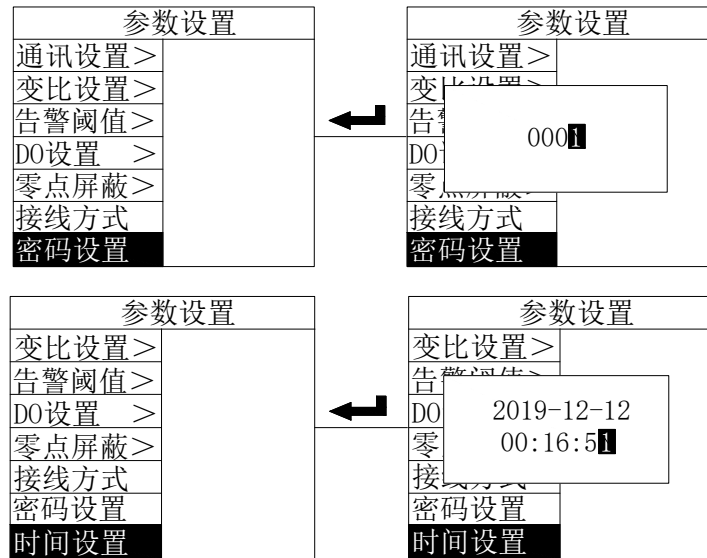 参数设置
通讯设置>
变比设置>
告警阈值>
DO设置 >
零点屏蔽>
接线方式
密码设置
参数设置
通讯设置>
0001
接线方式
密码设置
参数设置
变比设置>
告警阈值>
DO设置 >
零点屏蔽>
接线方式
密码设置
时间设置
参数设置
变比设置>
DO
2019-12-12
00:16:51
密码设置
时间设置